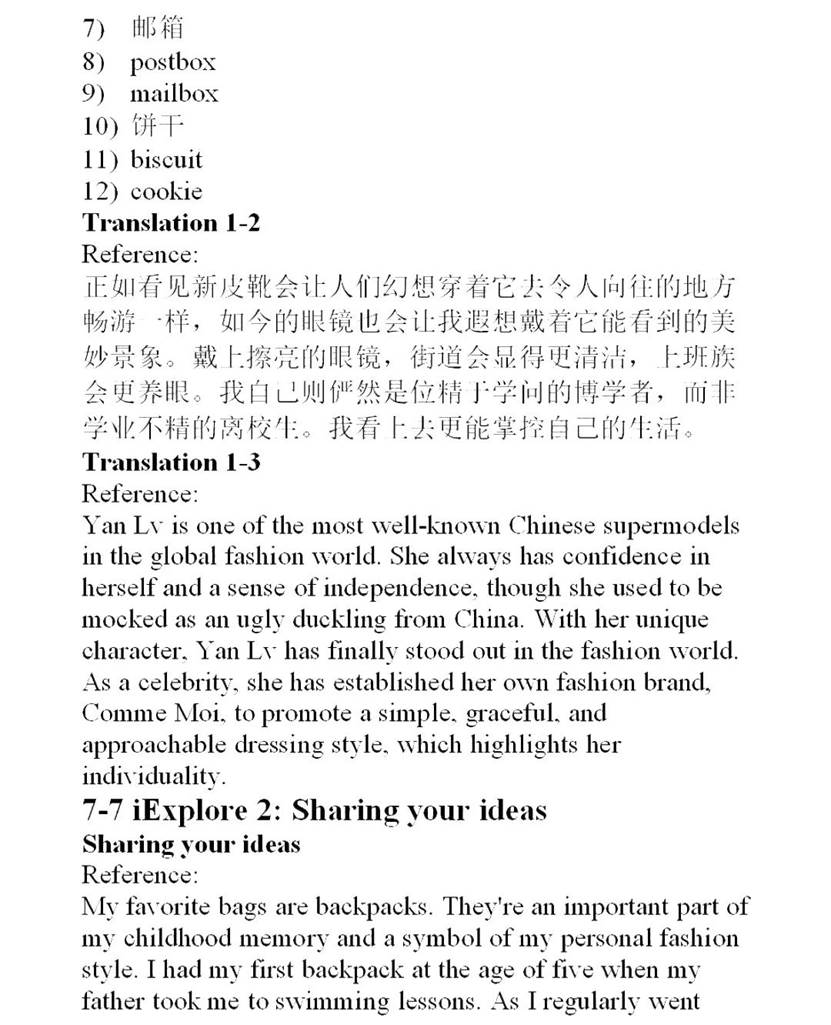 7) 邮箱
8) postbox
9) mailbox
10) 饼干
11) biscuit
12) cookie
Translation 1-2
Reference:
正如看见新皮靴会让人们幻想穿着它去令人向往的地方
畅游一样，如今的眼镜也会让我遐想戴着它能看到的美
妙景象。戴上擦亮的眼镜，街道会显得更清洁，上班族
会更养眼。我自己则俨然是位精于学问的博学者，而非
学业不精的离校生。我看上去更能掌控自己的生活。
Translation 1-3
Reference:
Yan Lv is one of the most well-known Chinese supermodels
in the global fashion world. She always has confidence in
herself and a sense of independence, though she used to be
mocked as an ugly duckling from China. With her unique
character, Yan Lv has finally stood out in the fashion world.
As a celebrity, she has established her own fashion brand,
Comme Moi, to promote a simple, graceful, and
approachable dressing style, which highlights her
individuality.
7-7 iExplore 2: Sharing your ideas
Sharing your ideas
Reference:
My favorite bags are backpacks. They're an important part of
my childhood memory and a symbol of my personal fashion
style. I had my first backpack at the age of five when my
father took me to swimming lessons. As I regularly went